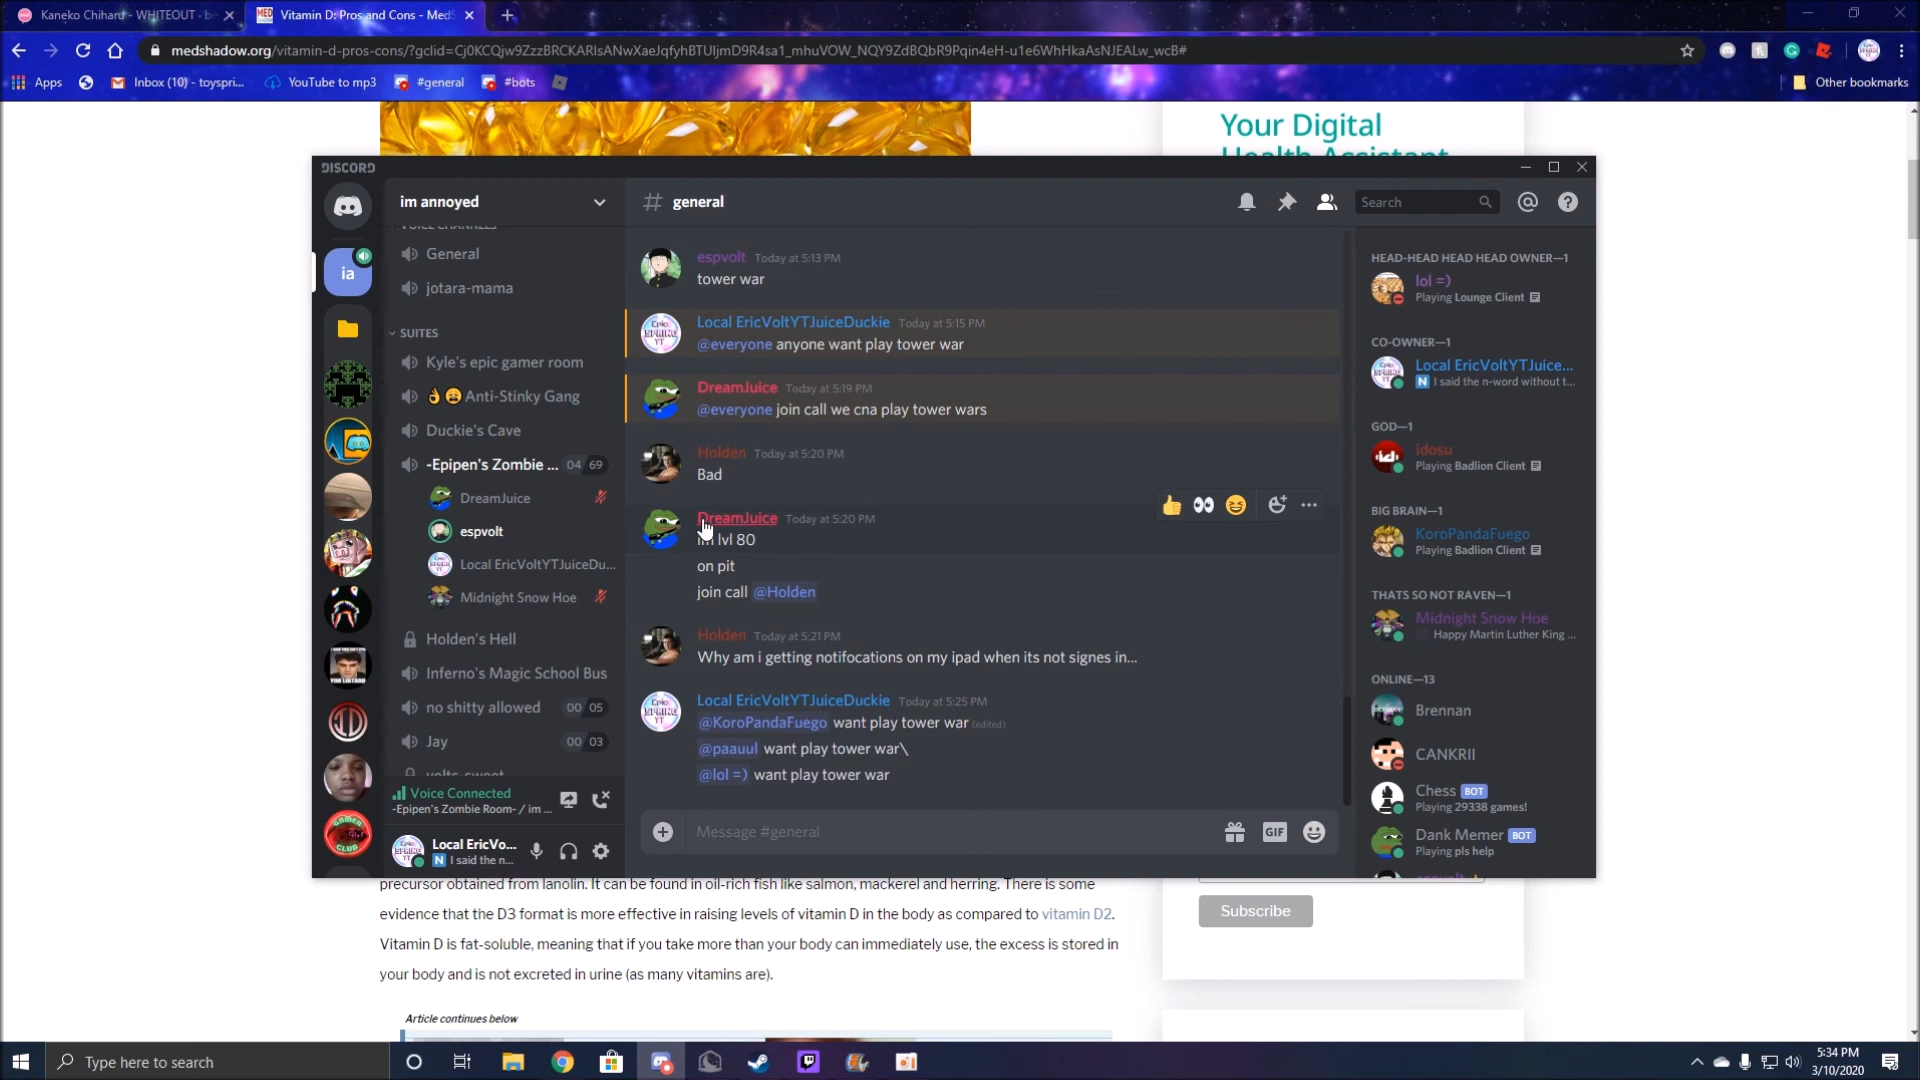 Kaneko Chiharu - WHITEOUT - be
Vitamin D: Pros and Cons - MedS
medshadow.org/vitamin-d-pros-cons/?gclid=Cj0KCQjw9ZzzBRCKARIsANwXaeJqfyhBTUIjmD9R4sa1_mhuVOW_NQY9ZdBQbR9Pqin4eH-u1e6WhHkaAsNJEALw_wcB#
Apps
Inbox (10) - toyspri...
YouTube to mp3
#general
#bots
Other bookmarks
Your Digital
Health Assistant
DISCORD
im annoyed
# general
Search
VOICE CHANNELS
General
jotara-mama
SUITES
Kyle's epic gamer room
👌😩 Anti-Stinky Gang
Duckie's Cave
-Epipen's Zombie ... 04 69
DreamJuice
espvolt
Local EricVoltYTJuiceDu...
Midnight Snow Hoe
Holden's Hell
Inferno's Magic School Bus
no shitty allowed 00 05
Jay 00 03
Voice Connected
-Epipen's Zombie Room- / im ...
Local EricVo...
N I said the n...
espvolt Today at 5:13 PM
tower war
Local EricVoltYTJuiceDuckie Today at 5:15 PM
@everyone anyone want play tower war
DreamJuice Today at 5:19 PM
@everyone join call we cna play tower wars
Holden Today at 5:20 PM
Bad
DreamJuice Today at 5:20 PM
im lvl 80
on pit
join call @Holden
Holden Today at 5:21 PM
Why am i getting notifocations on my ipad when its not signes in...
Local EricVoltYTJuiceDuckie Today at 5:25 PM
@KoroPandaFuego want play tower war (edited)
@paauul want play tower war\
@lol =) want play tower war
Message #general
GIF
HEAD-HEAD HEAD HEAD OWNER—1
lol =)
Playing Lounge Client
CO-OWNER—1
Local EricVoltYTJuice...
N I said the n-word without t...
GOD—1
idosu
Playing Badlion Client
BIG BRAIN—1
KoroPandaFuego
Playing Badlion Client
THATS SO NOT RAVEN—1
Midnight Snow Hoe
Happy Martin Luther King ...
ONLINE—13
Brennan
CANKRII
Chess BOT
Playing 29338 games!
Dank Memer BOT
Playing pls help
precursor obtained from lanolin. It can be found in oil-rich fish like salmon, mackerel and herring. There is some
evidence that the D3 format is more effective in raising levels of vitamin D in the body as compared to vitamin D2.
Vitamin D is fat-soluble, meaning that if you take more than your body can immediately use, the excess is stored in
your body and is not excreted in urine (as many vitamins are).
Article continues below
Subscribe
Type here to search
5:34 PM
3/10/2020